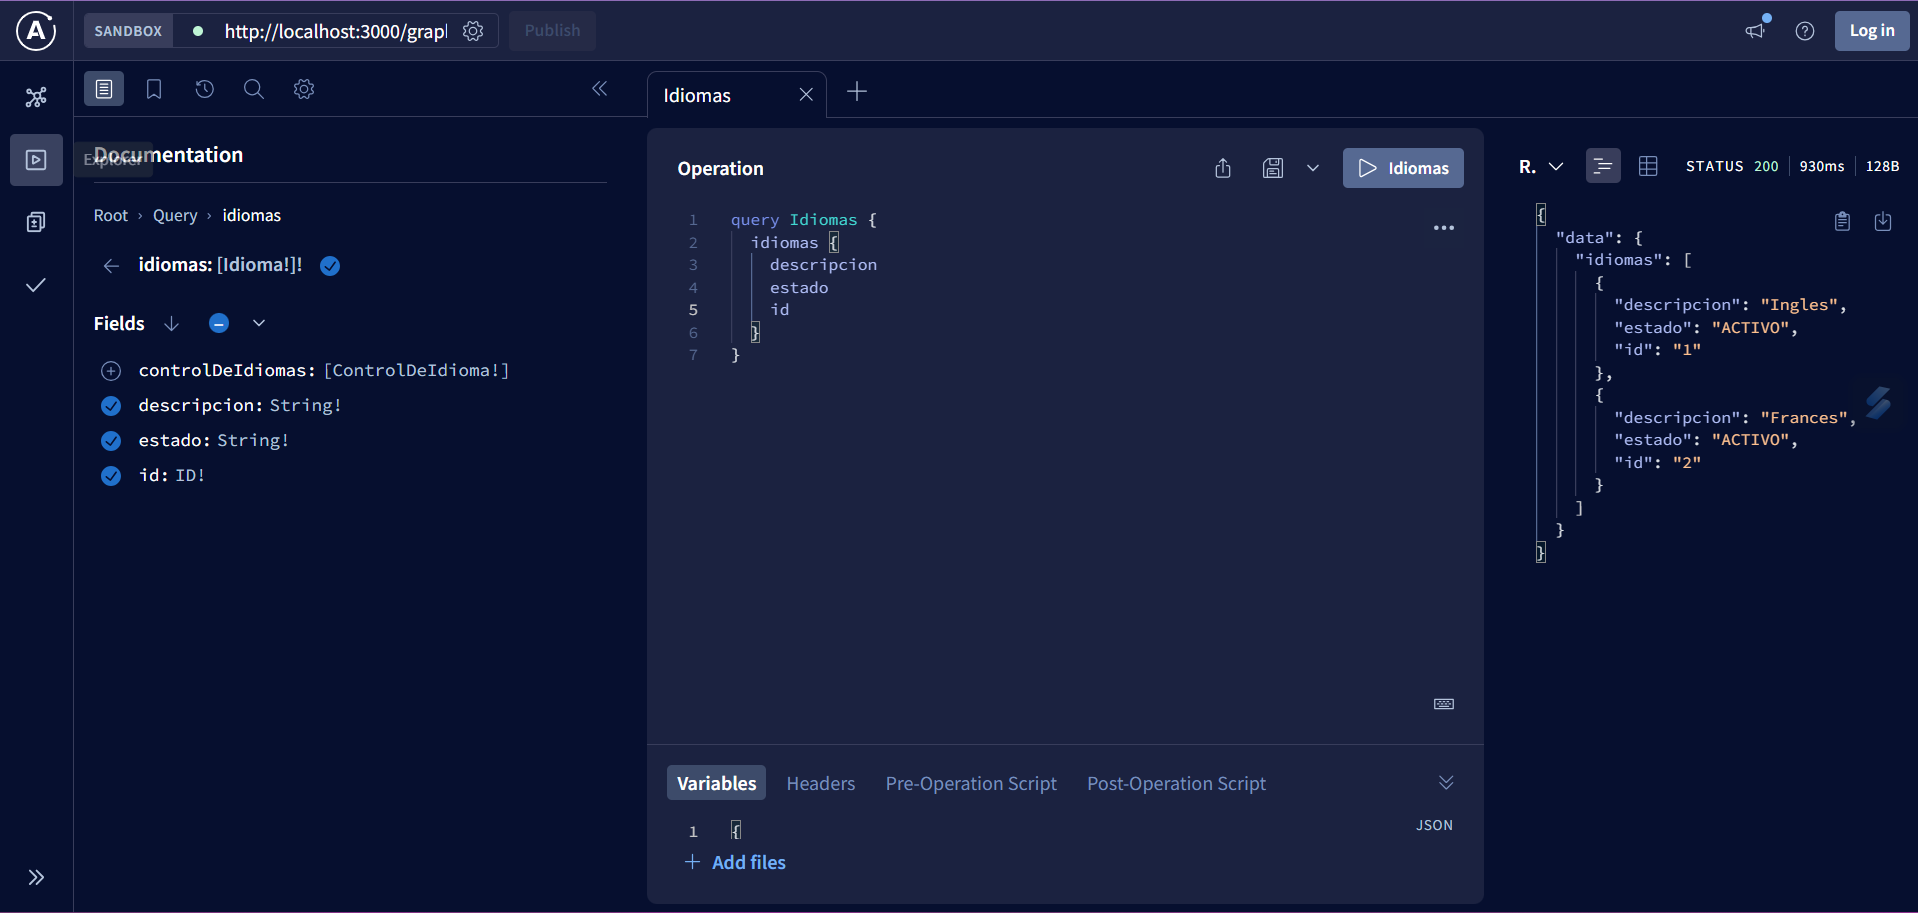 SANDBOX
http://localhost:3000/grap
Publish
Log in
Idiomas
Documentation
Explorer
Root › Query › idiomas
idiomas: [Idioma!]!
Fields
controlDeIdiomas: [ControlDeIdioma!]
descripcion: String!
estado: String!
id: ID!
Operation
Idiomas
1 query Idiomas {
2 idiomas {
3 descripcion
4 estado
5 id
6 }
7 }
Variables Headers Pre-Operation Script Post-Operation Script
1 {
JSON
Add files
R.
STATUS 200 930ms 128B
{
"data": {
"idiomas": [
{
"descripcion": "Ingles",
"estado": "ACTIVO",
"id": "1"
},
{
"descripcion": "Frances",
"estado": "ACTIVO",
"id": "2"
}
]
}
}